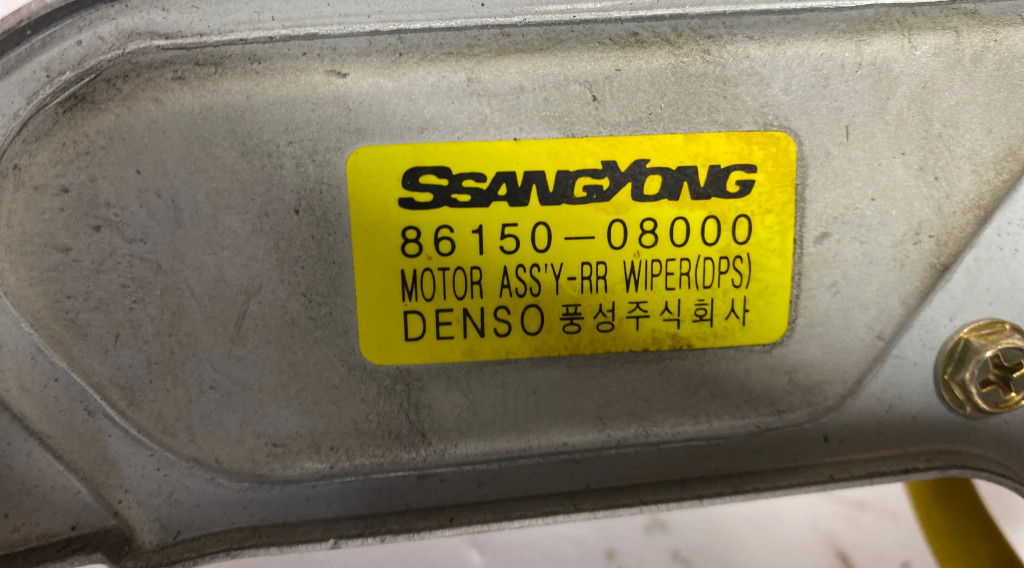 SSANGYONG
86150-08000
MOTOR ASS'Y-RR WIPER(DPS)
DENSO 풍성주식회사